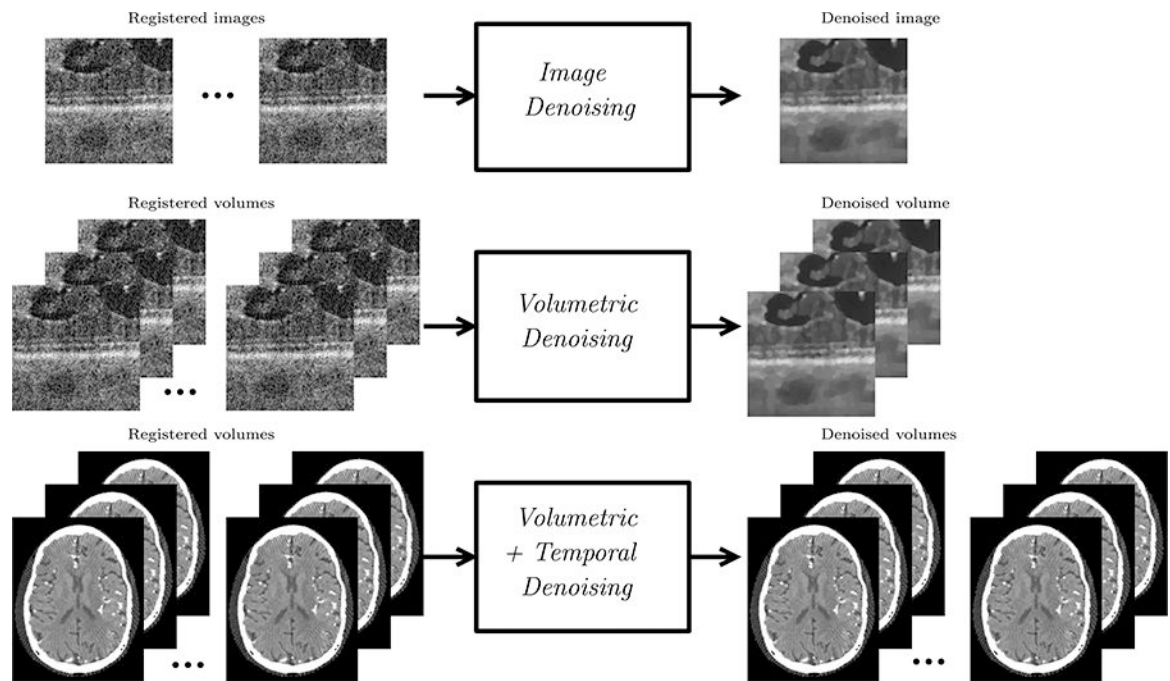 Registered images
Denoised image
Image
Denoising
Registered volumes
Denoised volume
Volumetric
Denoising
Registered volumes
Denoised volumes
Volumetric
+ Temporal
Denoising